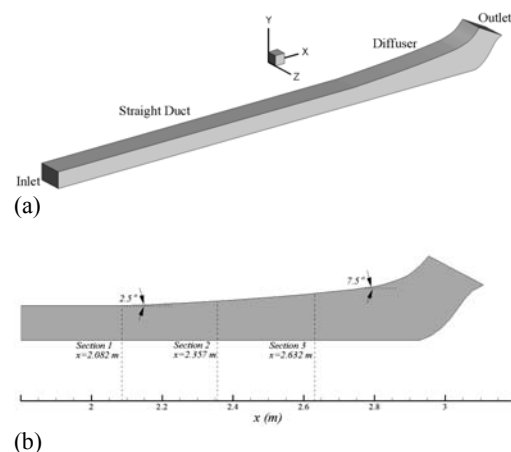 (a)
Y
X
Z
Outlet
Diffuser
Straight Duct
Inlet
(b)
2.5°
7.5°
Section 1
x=2.082 m
Section 2
x=2.357 m
Section 3
x=2.632 m
2 2.2 2.4 2.6 2.8 3
x (m)